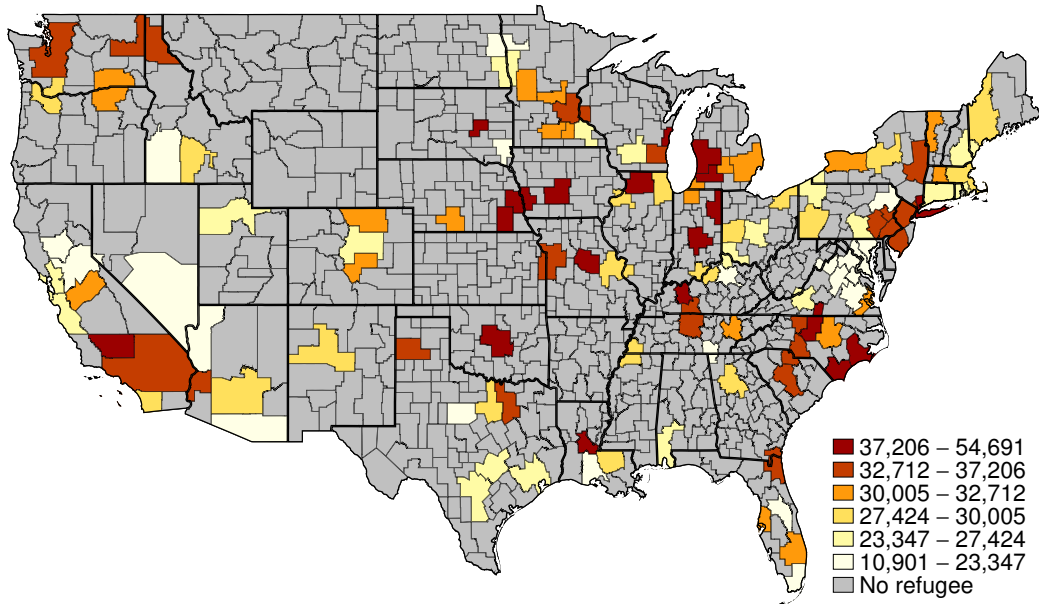 37,206 − 54,691
32,712 − 37,206
30,005 − 32,712
27,424 − 30,005
23,347 − 27,424
10,901 − 23,347
No refugee